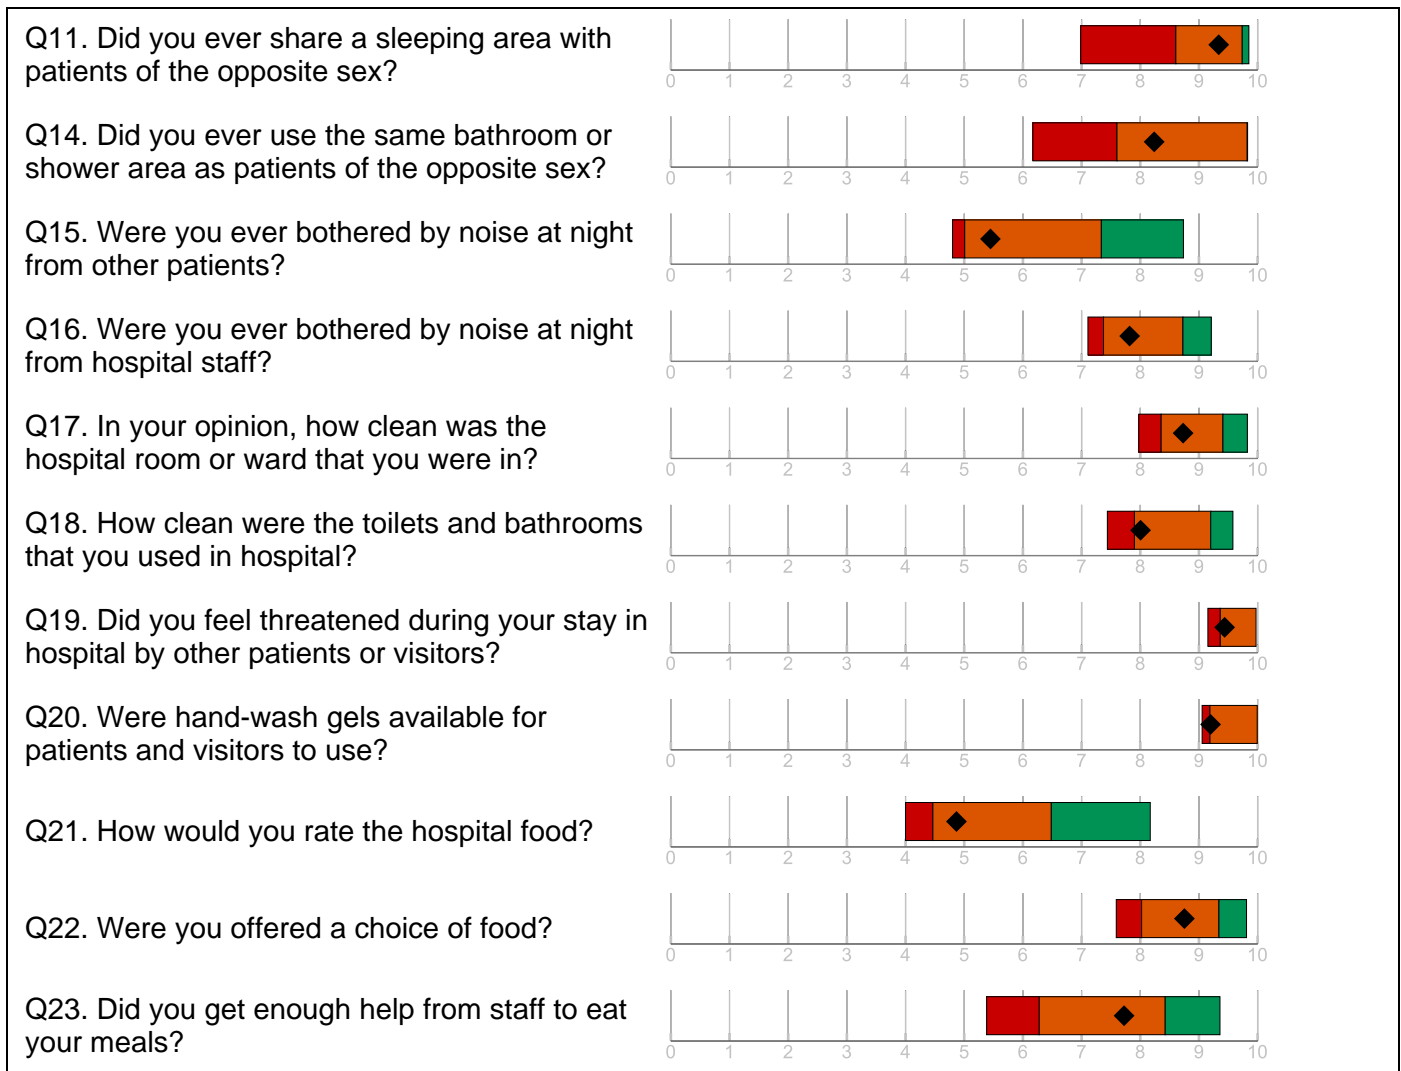 Q11. Did you ever share a sleeping area with
patients of the opposite sex?
0 1 2 3 4 5 6 7 8 9 10
Q14. Did you ever use the same bathroom or
shower area as patients of the opposite sex?
0 1 2 3 4 5 6 7 8 9 10
Q15. Were you ever bothered by noise at night
from other patients?
0 1 2 3 4 5 6 7 8 9 10
Q16. Were you ever bothered by noise at night
from hospital staff?
0 1 2 3 4 5 6 7 8 9 10
Q17. In your opinion, how clean was the
hospital room or ward that you were in?
0 1 2 3 4 5 6 7 8 9 10
Q18. How clean were the toilets and bathrooms
that you used in hospital?
0 1 2 3 4 5 6 7 8 9 10
Q19. Did you feel threatened during your stay in
hospital by other patients or visitors?
0 1 2 3 4 5 6 7 8 9 10
Q20. Were hand-wash gels available for
patients and visitors to use?
0 1 2 3 4 5 6 7 8 9 10
Q21. How would you rate the hospital food?
0 1 2 3 4 5 6 7 8 9 10
Q22. Were you offered a choice of food?
0 1 2 3 4 5 6 7 8 9 10
Q23. Did you get enough help from staff to eat
your meals?
0 1 2 3 4 5 6 7 8 9 10